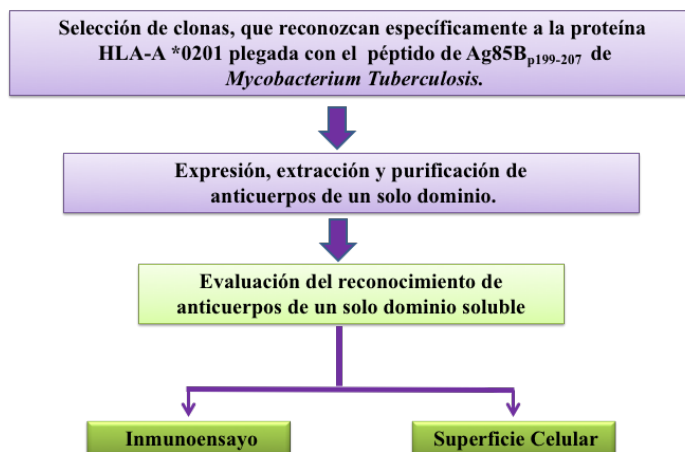 Selección de clonas, que reconozcan específicamente a la proteína
HLA-A *0201 plegada con el péptido de Ag85Bp199-207 de
Mycobacterium Tuberculosis.
Expresión, extracción y purificación de
anticuerpos de un solo dominio.
Evaluación del reconocimiento de
anticuerpos de un solo dominio soluble
Inmunoensayo
Superficie Celular